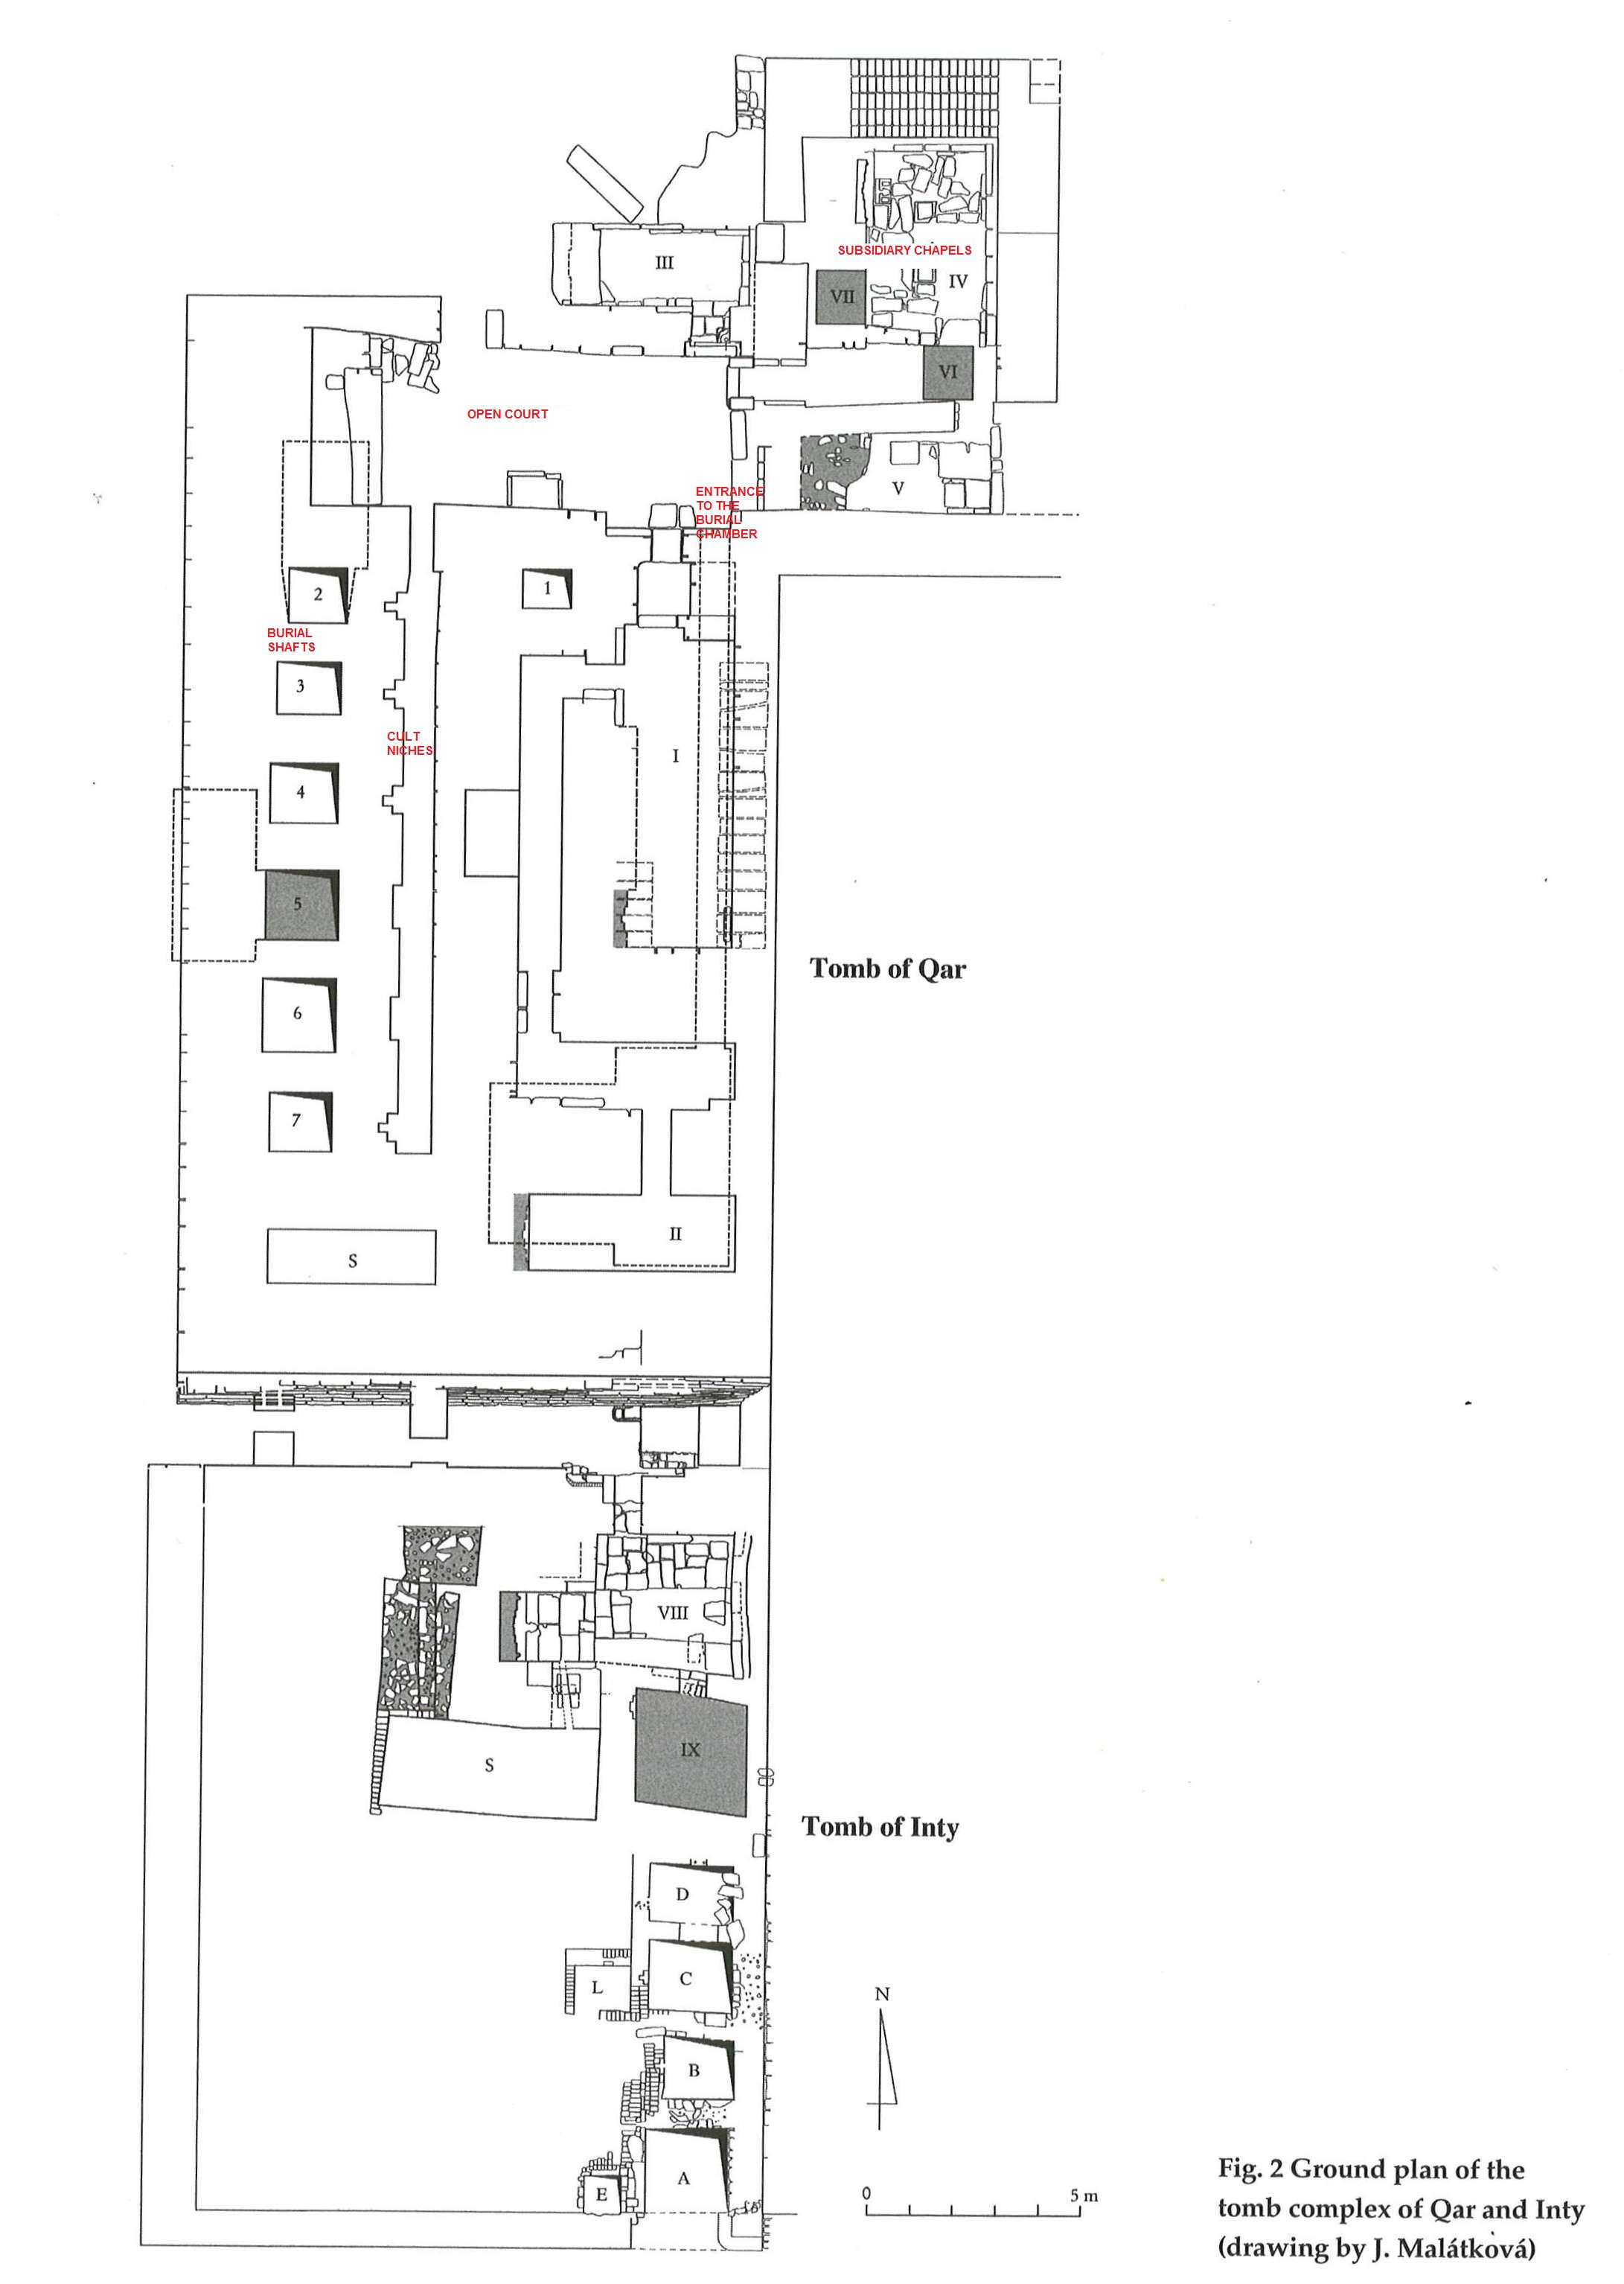 III
SUBSIDIARY CHAPELS
IV
VII
VI
OPEN COURT
V
ENTRANCE
TO THE
BURIAL
CHAMBER
2
1
BURIAL
SHAFTS
3
CULT
NICHES
I
4
5
Tomb of Qar
6
7
II
S
VIII
IX
S
Tomb of Inty
D
C
L
N
B
A
E
0
5 m
Fig. 2 Ground plan of the
tomb complex of Qar and Inty
(drawing by J. Malátková)